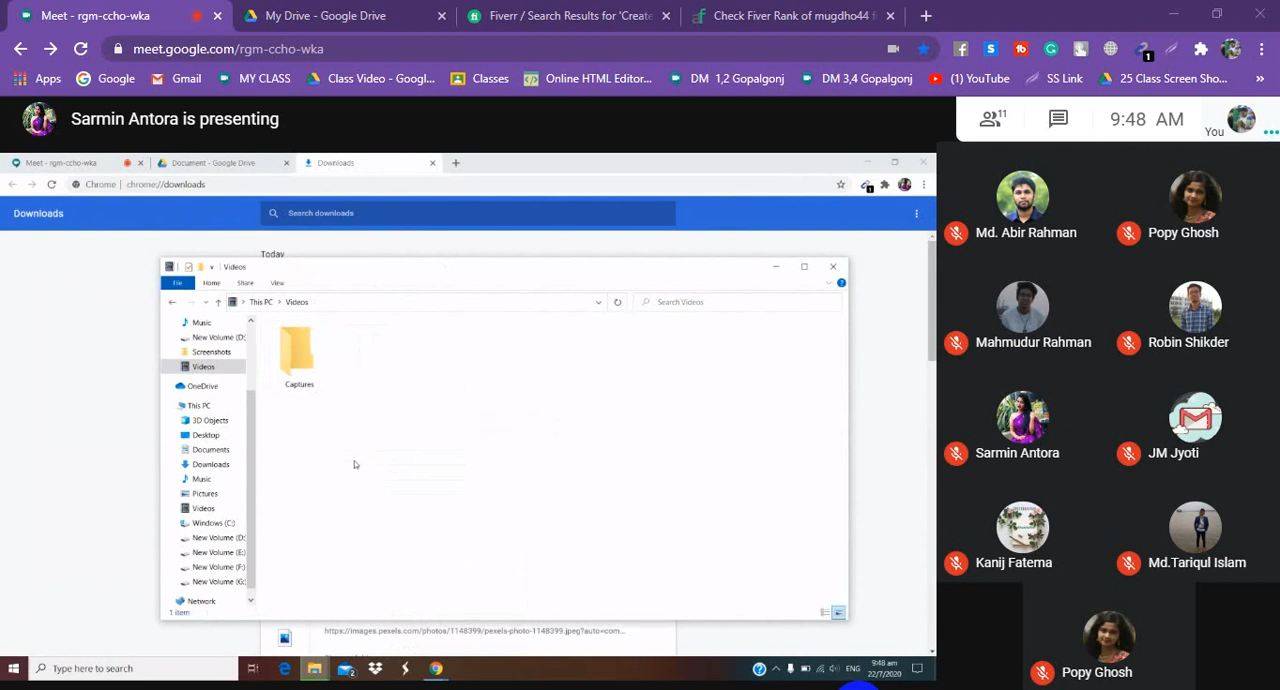 Meet - rgm-ccho-wka
My Drive - Google Drive
Fiverr / Search Results for 'Create
Check Fiver Rank of mugdho44 f
meet.google.com/rgm-ccho-wka
1
Apps
Google
Gmail
MY CLASS
Class Video - Googl...
Classes
Online HTML Editor...
DM 1,2 Gopalgonj
DM 3,4 Gopalgonj
(1) YouTube
SS Link
25 Class Screen Sho...
»
Sarmin Antora is presenting
11
9:48 AM
You
Meet - rgm-ccho-wka
Document - Google Drive
Downloads
Chrome | chrome://downloads
Downloads
Search downloads
Today
Videos
File
Home
Share
View
This PC > Videos
Search Videos
Music
New Volume (D:
Screenshots
Videos
OneDrive
This PC
3D Objects
Desktop
Documents
Downloads
Music
Pictures
Videos
Windows (C:)
New Volume (D:
New Volume (E:)
New Volume (F:)
New Volume (G:
Network
1 item
Captures
https://images.pexels.com/photos/1148399/pexels-photo-1148399.jpeg?auto=com...
Type here to search
2
ENG
9:48 am
22/7/2020
Md. Abir Rahman
Popy Ghosh
Mahmudur Rahman
Robin Shikder
Sarmin Antora
JM Jyoti
Kanij Fatema
Md.Tariqul Islam
Popy Ghosh